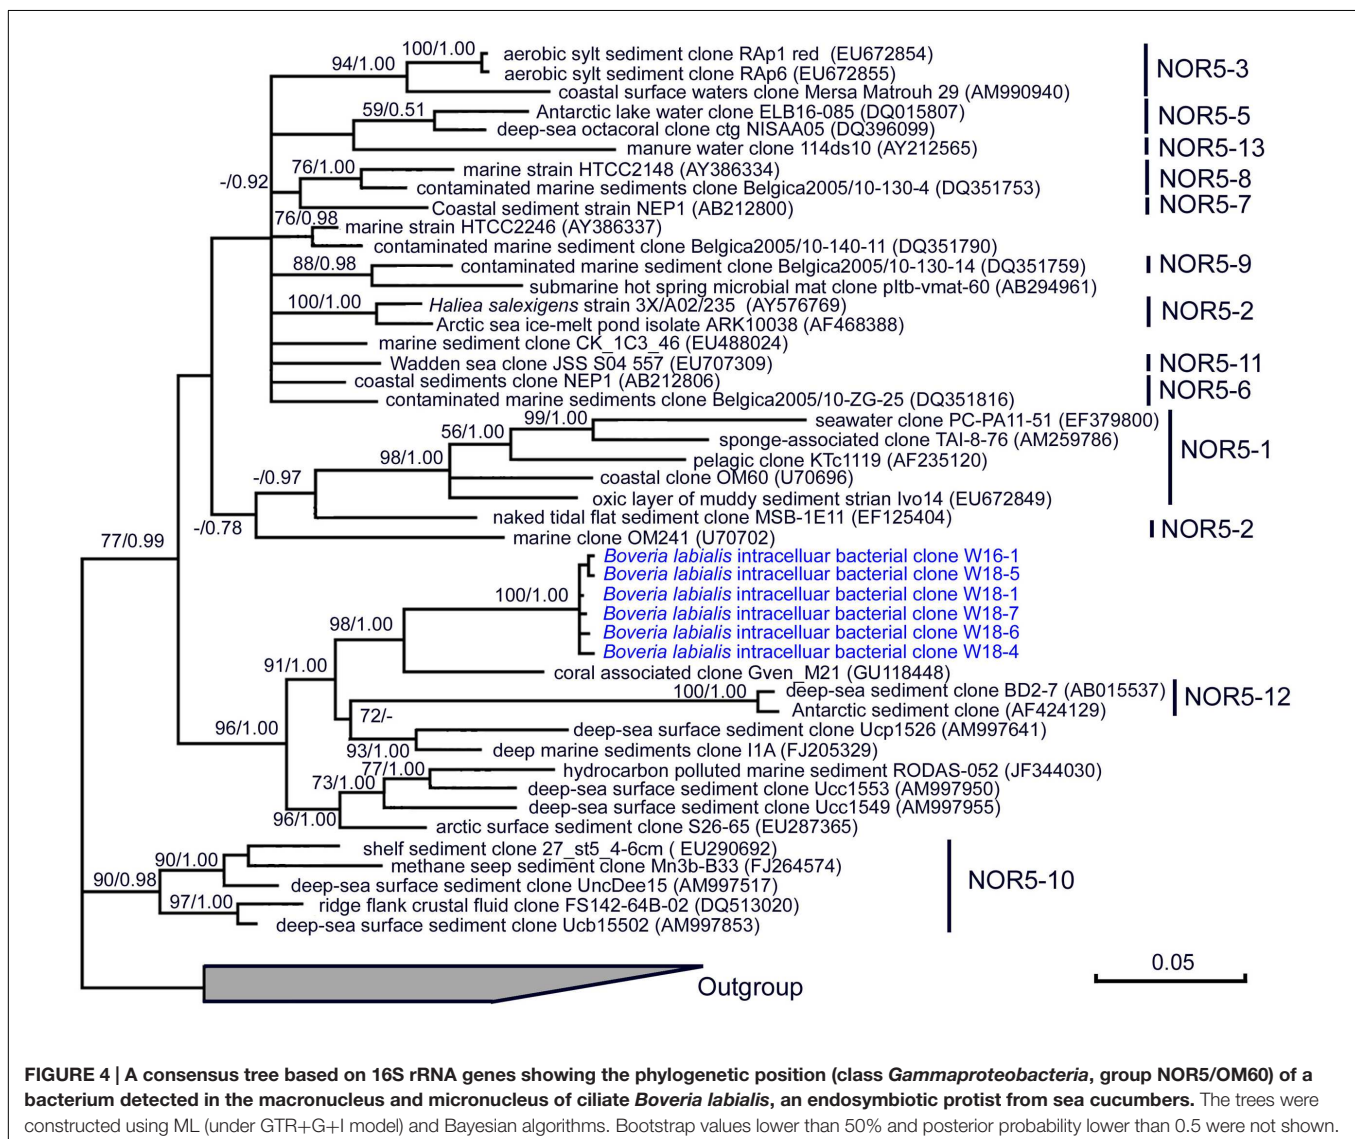 100/1.00
aerobic sylt sediment clone RAp1 red (EU672854)
94/1.00
aerobic sylt sediment clone RAp6 (EU672855)
NOR5-3
coastal surface waters clone Mersa Matrouh 29 (AM990940)
59/0.51
Antarctic lake water clone ELB16-085 (DQ015807)
NOR5-5
deep-sea octacoral clone ctg NISAA05 (DQ396099)
manure water clone 114ds10 (AY212565)
NOR5-13
76/1.00
marine strain HTCC2148 (AY386334)
NOR5-8
-/0.92
contaminated marine sediments clone Belgica2005/10-130-4 (DQ351753)
Coastal sediment strain NEP1 (AB212800)
NOR5-7
76/0.98
marine strain HTCC2246 (AY386337)
contaminated marine sediment clone Belgica2005/10-140-11 (DQ351790)
88/0.98
contaminated marine sediment clone Belgica2005/10-130-14 (DQ351759)
NOR5-9
submarine hot spring microbial mat clone pltb-vmat-60 (AB294961)
100/1.00
Haliea salexigens strain 3X/A02/235 (AY576769)
NOR5-2
Arctic sea ice-melt pond isolate ARK10038 (AF468388)
marine sediment clone CK_1C3_46 (EU488024)
Wadden sea clone JSS S04 557 (EU707309)
NOR5-11
coastal sediments clone NEP1 (AB212806)
NOR5-6
contaminated marine sediments clone Belgica2005/10-ZG-25 (DQ351816)
99/1.00
seawater clone PC-PA11-51 (EF379800)
56/1.00
sponge-associated clone TAI-8-76 (AM259786)
NOR5-1
98/1.00
pelagic clone KTc1119 (AF235120)
-/0.97
coastal clone OM60 (U70696)
oxic layer of muddy sediment strian Ivo14 (EU672849)
-/0.78
naked tidal flat sediment clone MSB-1E11 (EF125404)
marine clone OM241 (U70702)
NOR5-2
77/0.99
Boveria labialis intracelluar bacterial clone W16-1
Boveria labialis intracelluar bacterial clone W18-5
100/1.00
Boveria labialis intracelluar bacterial clone W18-1
Boveria labialis intracelluar bacterial clone W18-7
98/1.00
Boveria labialis intracelluar bacterial clone W18-6
Boveria labialis intracelluar bacterial clone W18-4
91/1.00
coral associated clone Gven_M21 (GU118448)
100/1.00
deep-sea sediment clone BD2-7 (AB015537)
NOR5-12
72/-
Antarctic sediment clone (AF424129)
96/1.00
deep-sea surface sediment clone Ucp1526 (AM997641)
93/1.00
deep marine sediments clone I1A (FJ205329)
77/1.00
hydrocarbon polluted marine sediment RODAS-052 (JF344030)
73/1.00
deep-sea surface sediment clone Ucc1553 (AM997950)
deep-sea surface sediment clone Ucc1549 (AM997955)
96/1.00
arctic surface sediment clone S26-65 (EU287365)
shelf sediment clone 27_st5_4-6cm ( EU290692)
90/1.00
methane seep sediment clone Mn3b-B33 (FJ264574)
90/0.98
deep-sea surface sediment clone UncDee15 (AM997517)
NOR5-10
97/1.00
ridge flank crustal fluid clone FS142-64B-02 (DQ513020)
deep-sea surface sediment clone Ucb15502 (AM997853)
0.05
Outgroup
FIGURE 4 | A consensus tree based on 16S rRNA genes showing the phylogenetic position (class Gammaproteobacteria, group NOR5/OM60) of a
bacterium detected in the macronucleus and micronucleus of ciliate Boveria labialis, an endosymbiotic protist from sea cucumbers. The trees were
constructed using ML (under GTR+G+I model) and Bayesian algorithms. Bootstrap values lower than 50% and posterior probability lower than 0.5 were not shown.